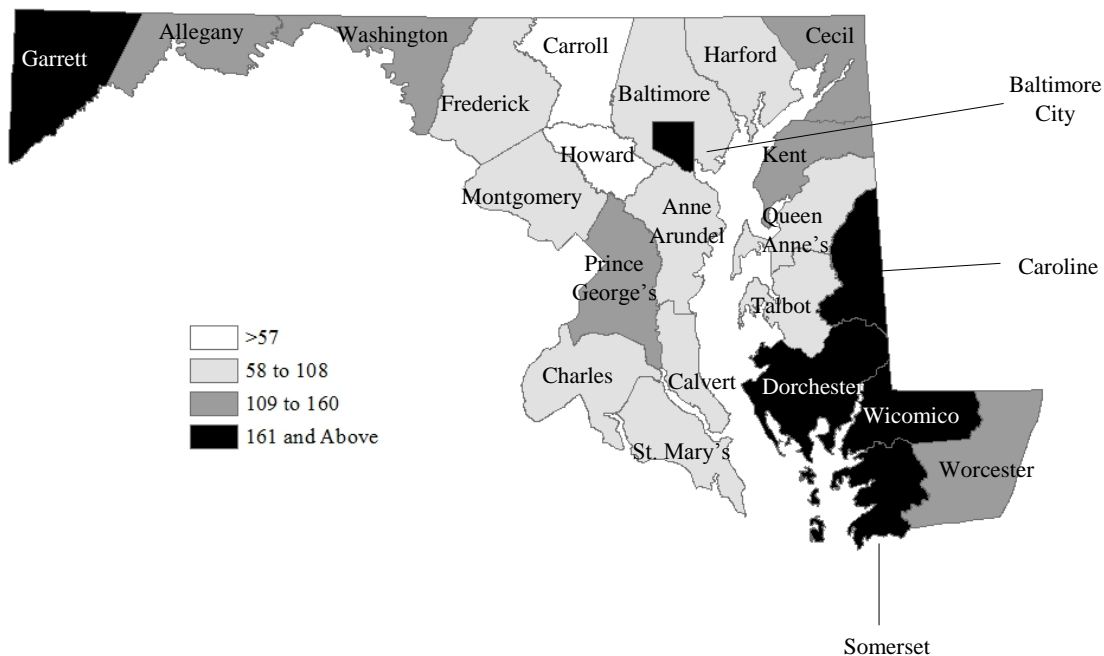 Garrett
Allegany
Washington
Frederick
Carroll
Baltimore
Harford
Cecil
Baltimore
City
Howard
Kent
Montgomery
Anne
Arundel
Queen
Anne's
Prince
George's
Caroline
Talbot
>57
58 to 108
109 to 160
161 and Above
Charles
Calvert
Dorchester
Wicomico
St. Mary's
Worcester
Somerset